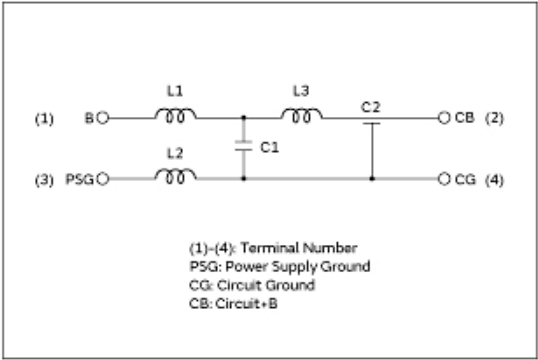 L1 L3
C2
(1) B CB (2)
C1
L2
(3) PSG CG (4)
(1)-(4): Terminal Number
PSG: Power Supply Ground
CG: Circuit Ground
CB: Circuit+B